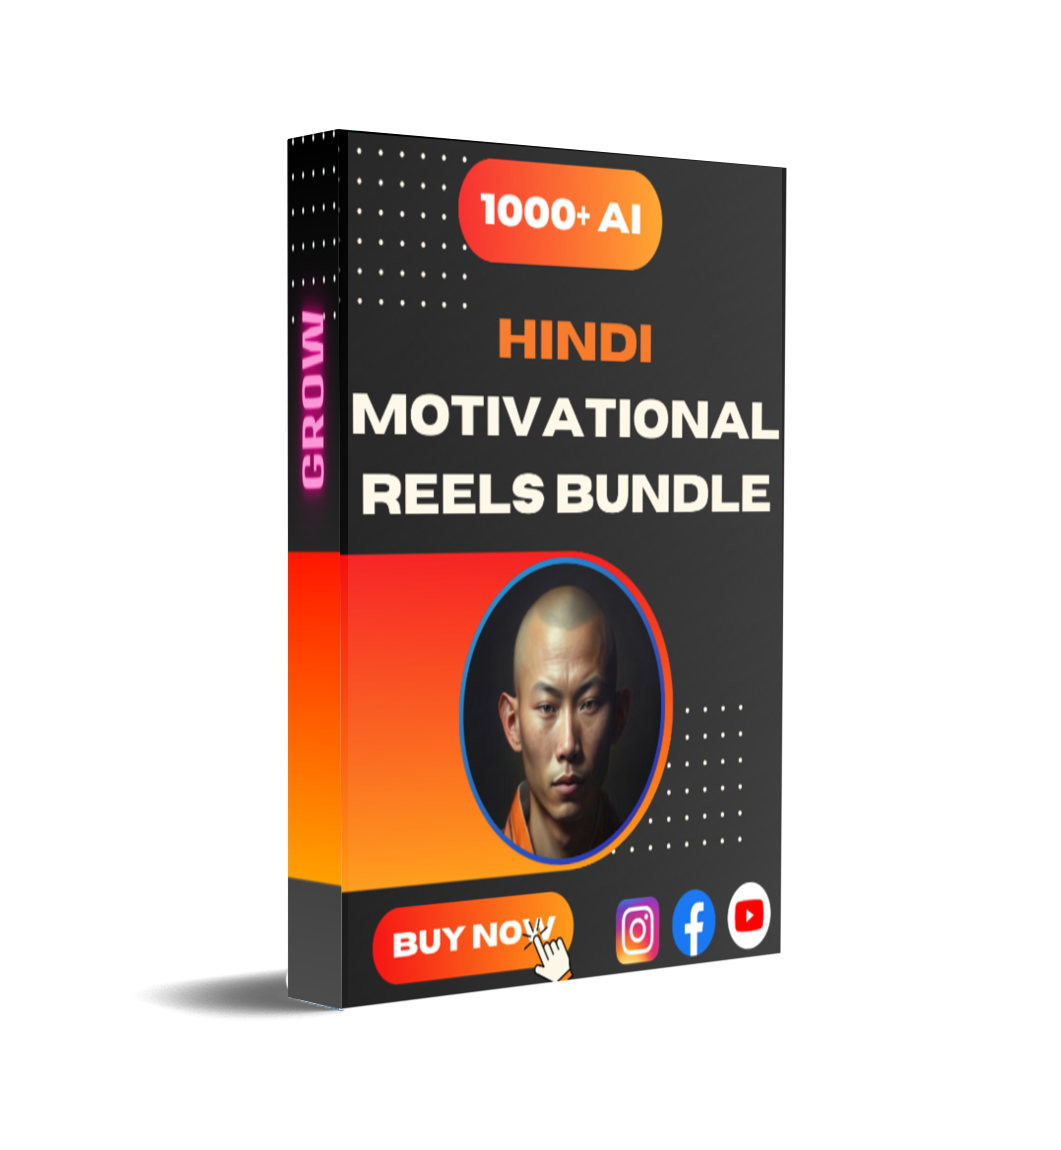 1000+ AI
HINDI
MOTIVATIONAL
REELS BUNDLE
BUY NOW
GROW